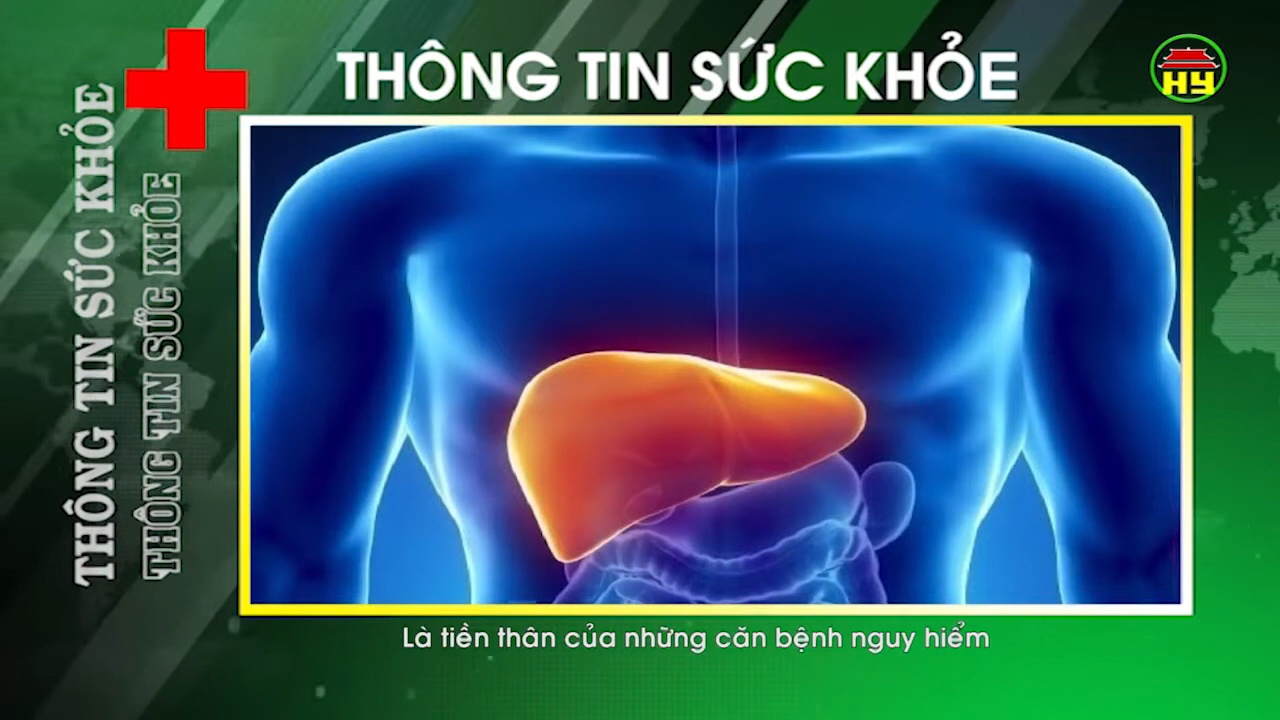 THÔNG TIN SỨC KHỎE
HY
THÔNG TIN SỨC KHỎE
THÔNG TIN SỨC KHỎE
Là tiền thân của những căn bệnh nguy hiểm